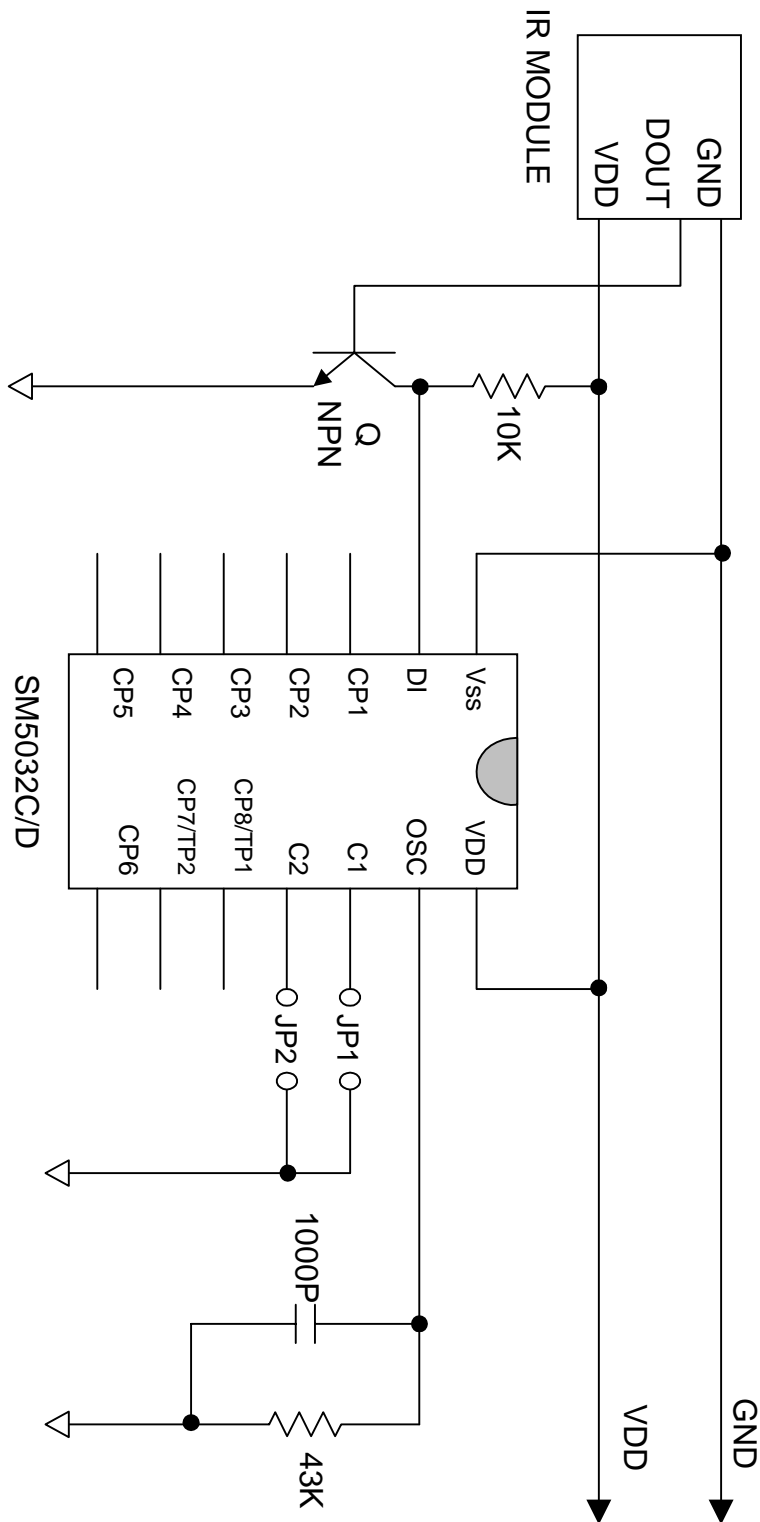 IR MODULE
GND
DOUT
VDD
10K
Q
NPN
Vss
DI
CP1
CP2
CP3
CP4
CP5
VDD
OSC
C1
C2
CP8/TP1
CP7/TP2
CP6
SM5032C/D
JP1
JP2
1000P
43K
GND
VDD